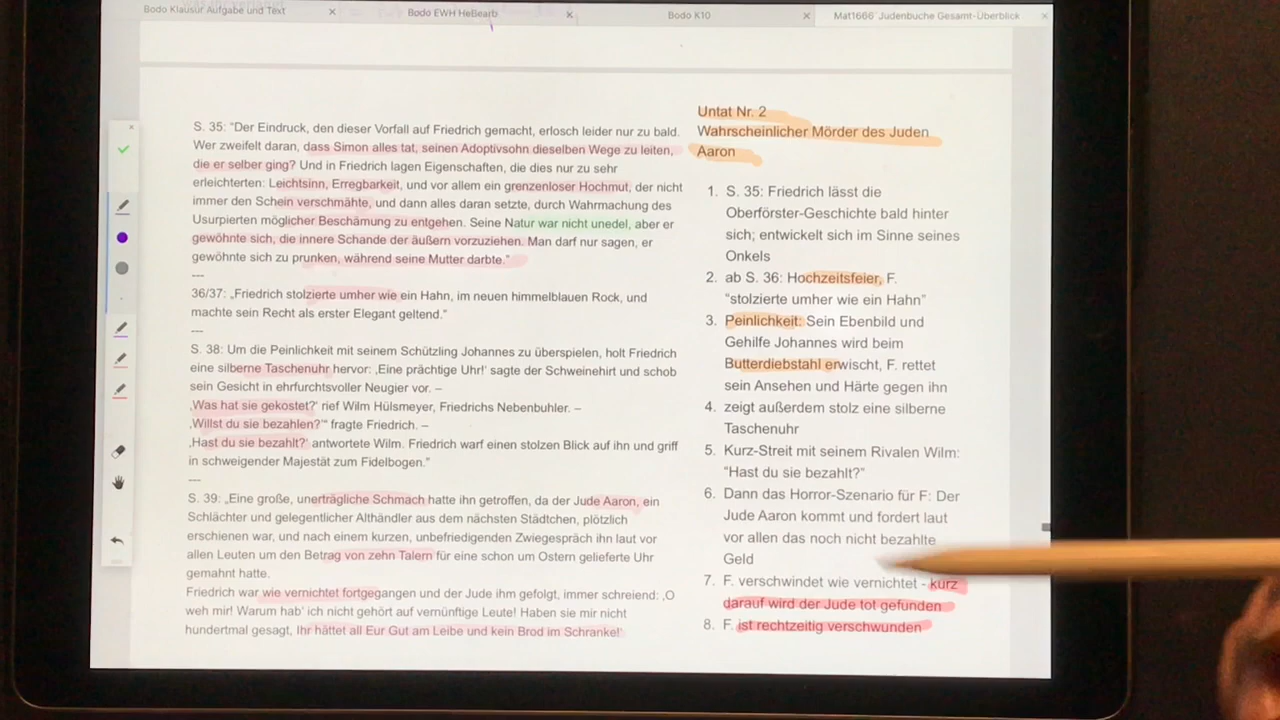 Bodo Klausur Aufgabe und Text
Bodo EWH HeBearb
Bodo K10
Mat1666 Judenbuche Gesamt-Überblick
S. 35: "Der Eindruck, den dieser Vorfall auf Friedrich gemacht, erlosch leider nur zu bald.
Wer zweifelt daran, dass Simon alles tat, seinen Adoptivsohn dieselben Wege zu leiten,
die er selber ging? Und in Friedrich lagen Eigenschaften, die dies nur zu sehr
erleichterten: Leichtsinn, Erregbarkeit, und vor allem ein grenzenloser Hochmut, der nicht
immer den Schein verschmähte, und dann alles daran setzte, durch Wahrmachung des
Usurpierten möglicher Beschämung zu entgehen. Seine Natur war nicht unedel, aber er
gewöhnte sich, die innere Schande der äußern vorzuziehen. Man darf nur sagen, er
gewöhnte sich zu prunken, während seine Mutter darbte."
---
36/37: „Friedrich stolzierte umher wie ein Hahn, im neuen himmelblauen Rock, und
machte sein Recht als erster Elegant geltend."
---
S. 38: Um die Peinlichkeit mit seinem Schützling Johannes zu überspielen, holt Friedrich
eine silberne Taschenuhr hervor: ‚Eine prächtige Uhr!' sagte der Schweinehirt und schob
sein Gesicht in ehrfurchtsvoller Neugier vor. –
‚Was hat sie gekostet?' rief Wilm Hülsmeyer, Friedrichs Nebenbuhler. –
‚Willst du sie bezahlen?'" fragte Friedrich. –
‚Hast du sie bezahlt?' antwortete Wilm. Friedrich warf einen stolzen Blick auf ihn und griff
in schweigender Majestät zum Fidelbogen."
---
S. 39: „Eine große, unerträgliche Schmach hatte ihn getroffen, da der Jude Aaron, ein
Schlächter und gelegentlicher Althändler aus dem nächsten Städtchen, plötzlich
erschienen war, und nach einem kurzen, unbefriedigenden Zwiegespräch ihn laut vor
allen Leuten um den Betrag von zehn Talern für eine schon um Ostern gelieferte Uhr
gemahnt hatte.
Friedrich war wie vernichtet fortgegangen und der Jude ihm gefolgt, immer schreiend: ‚O
weh mir! Warum hab' ich nicht gehört auf vernünftige Leute! Haben sie mir nicht
hundertmal gesagt, Ihr hättet all Eur Gut am Leibe und kein Brod im Schranke!'
Untat Nr. 2
Wahrscheinlicher Mörder des Juden
Aaron
1. S. 35: Friedrich lässt die
Oberförster-Geschichte bald hinter
sich; entwickelt sich im Sinne seines
Onkels
2. ab S. 36: Hochzeitsfeier, F.
"stolzierte umher wie ein Hahn"
3. Peinlichkeit: Sein Ebenbild und
Gehilfe Johannes wird beim
Butterdiebstahl erwischt, F. rettet
sein Ansehen und Härte gegen ihn
4. zeigt außerdem stolz eine silberne
Taschenuhr
5. Kurz-Streit mit seinem Rivalen Wilm:
"Hast du sie bezahlt?"
6. Dann das Horror-Szenario für F: Der
Jude Aaron kommt und fordert laut
vor allen das noch nicht bezahlte
Geld
7. F. verschwindet wie vernichtet - kurz
darauf wird der Jude tot gefunden
8. F. ist rechtzeitig verschwunden